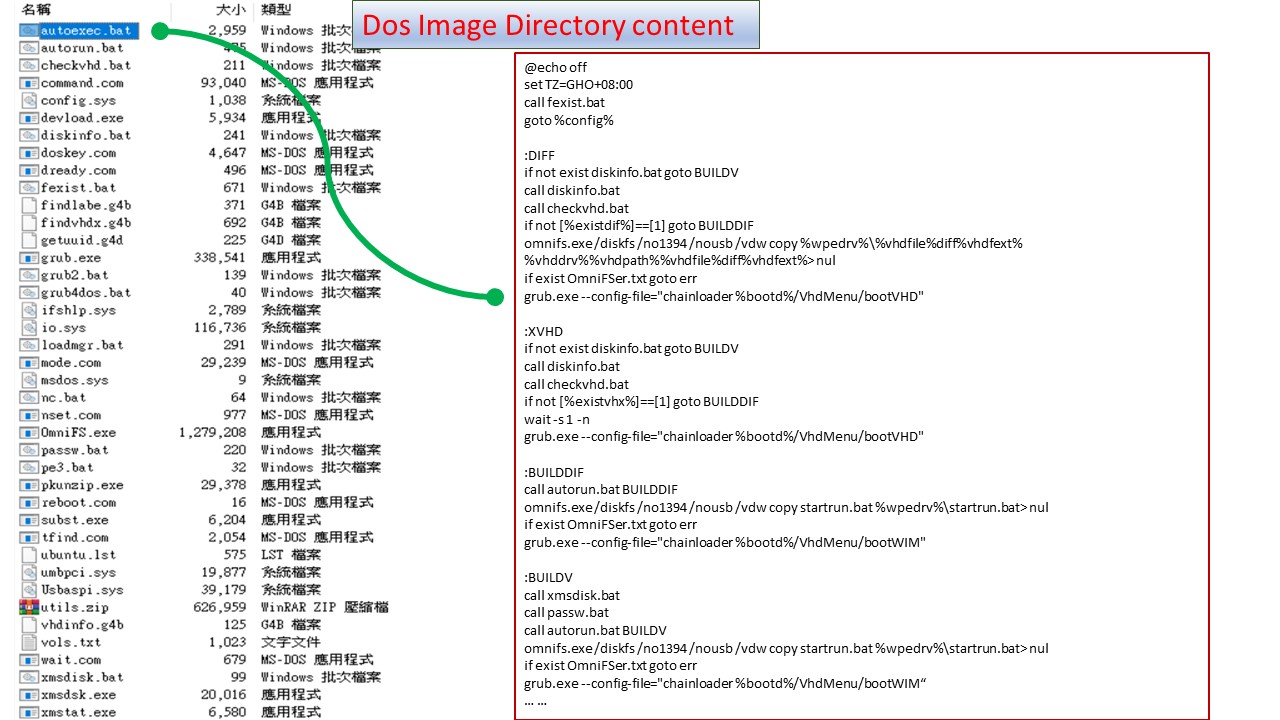 名稱 大小 類型
Dos Image Directory content
autoexec.bat 2,959 Windows 批次
autorun.bat 475 Windows 批次檔案
checkvhd.bat 211 Windows 批次檔案
command.com 93,040 MS-DOS 應用程式
config.sys 1,038 系統檔案
devload.exe 5,934 應用程式
diskinfo.bat 241 Windows 批次檔案
doskey.com 4,647 MS-DOS 應用程式
dready.com 496 MS-DOS 應用程式
fexist.bat 671 Windows 批次檔案
findlabe.g4b 371 G4B 檔案
findvhdx.g4b 692 G4B 檔案
getuuid.g4d 225 G4D 檔案
grub.exe 338,541 應用程式
grub2.bat 139 Windows 批次檔案
grub4dos.bat 40 Windows 批次檔案
ifshlp.sys 2,789 系統檔案
io.sys 116,736 系統檔案
loadmgr.bat 291 Windows 批次檔案
mode.com 29,239 MS-DOS 應用程式
msdos.sys 9 系統檔案
nc.bat 64 Windows 批次檔案
nset.com 977 MS-DOS 應用程式
OmniFS.exe 1,279,208 應用程式
passw.bat 220 Windows 批次檔案
pe3.bat 32 Windows 批次檔案
pkunzip.exe 29,378 應用程式
reboot.com 16 MS-DOS 應用程式
subst.exe 6,204 應用程式
tfind.com 2,054 MS-DOS 應用程式
ubuntu.lst 575 LST 檔案
umbpci.sys 19,877 系統檔案
Usbaspi.sys 39,179 系統檔案
utils.zip 626,959 WinRAR ZIP 壓縮檔
vhdinfo.g4b 125 G4B 檔案
vols.txt 1,023 文字文件
wait.com 679 MS-DOS 應用程式
xmsdisk.bat 99 Windows 批次檔案
xmsdsk.exe 20,016 應用程式
xmstat.exe 6,580 應用程式
@echo off
set TZ=GHO+08:00
call fexist.bat
goto %config%
:DIFF
if not exist diskinfo.bat goto BUILDV
call diskinfo.bat
call checkvhd.bat
if not [%existdif%]==[1] goto BUILDDIF
omnifs.exe/diskfs /no1394 /nousb /vdw copy %wpedrv%\%vhdfile%diff%vhdfext%
%vhddrv%%vhdpath%%vhdfile%diff%vhdfext%> nul
if exist OmniFSer.txt goto err
grub.exe --config-file="chainloader %bootd%/VhdMenu/bootVHD"
:XVHD
if not exist diskinfo.bat goto BUILDV
call diskinfo.bat
call checkvhd.bat
if not [%existvhx%]==[1] goto BUILDDIF
wait -s 1 -n
grub.exe --config-file="chainloader %bootd%/VhdMenu/bootVHD"
:BUILDDIF
call autorun.bat BUILDDIF
omnifs.exe/diskfs /no1394 /nousb /vdw copy startrun.bat %wpedrv%\startrun.bat> nul
if exist OmniFSer.txt goto err
grub.exe --config-file="chainloader %bootd%/VhdMenu/bootWIM"
:BUILDV
call xmsdisk.bat
call passw.bat
call autorun.bat BUILDV
omnifs.exe/diskfs /no1394 /nousb /vdw copy startrun.bat %wpedrv%\startrun.bat> nul
if exist OmniFSer.txt goto err
grub.exe --config-file="chainloader %bootd%/VhdMenu/bootWIM“
... ...